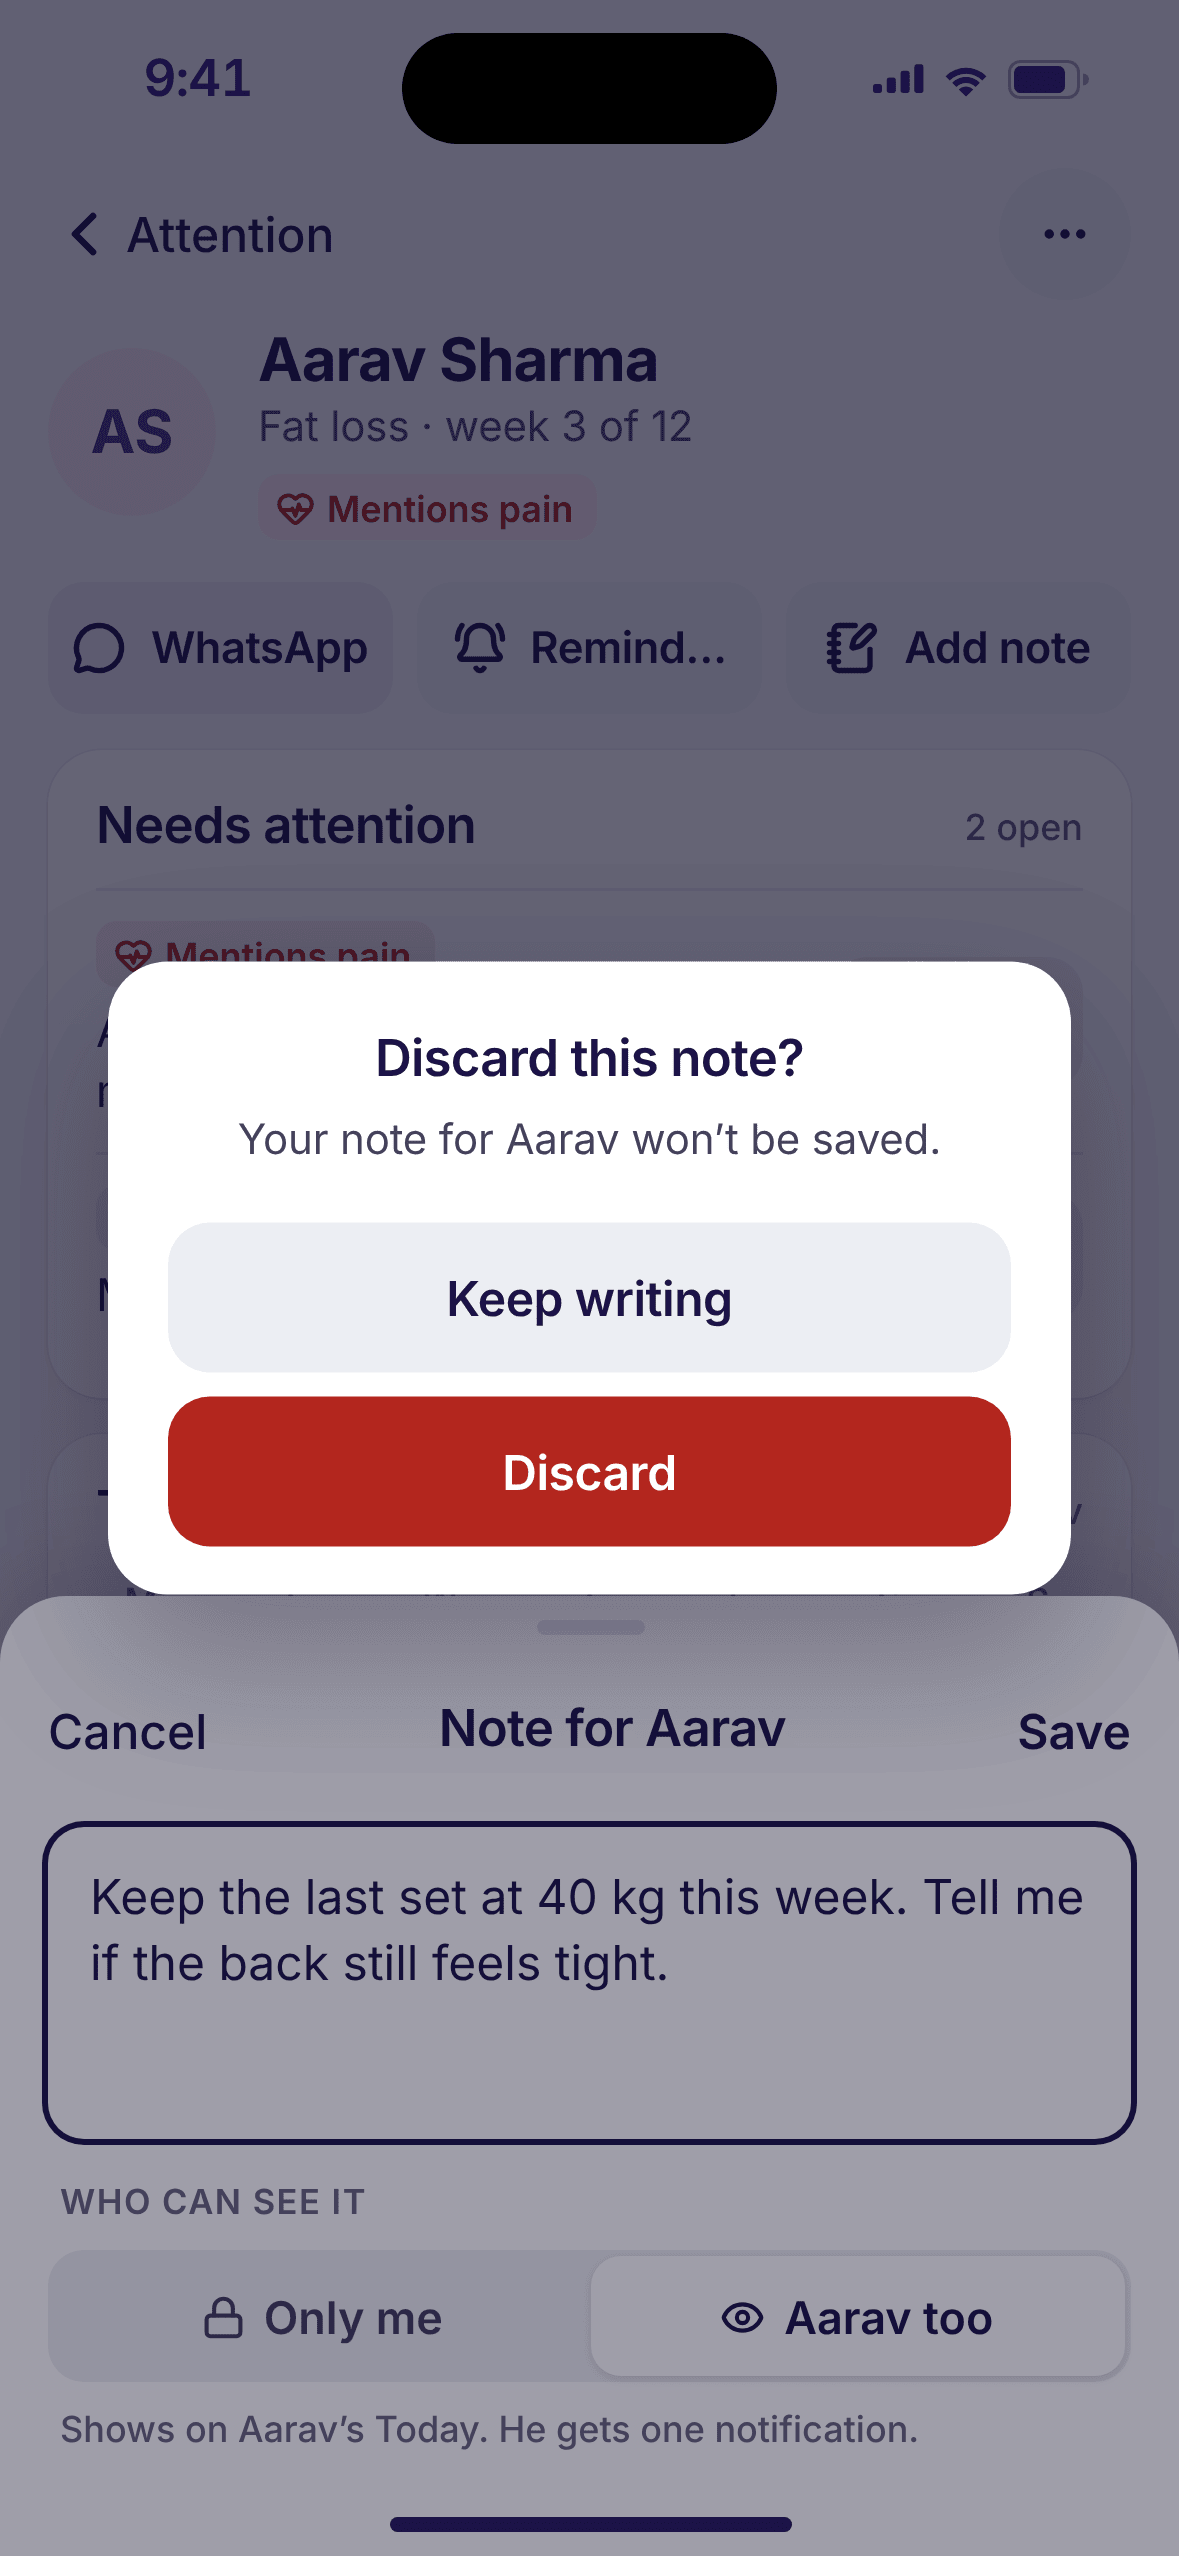 9:41
Attention
AS
Aarav Sharma
Fat loss · week 3 of 12
Mentions pain
WhatsApp
Remind...
Add note
Needs attention
2 open
Mentions pain
Discard this note?
Your note for Aarav won’t be saved.
Keep writing
Discard
Cancel
Note for Aarav
Save
Keep the last set at 40 kg this week. Tell me
if the back still feels tight.
WHO CAN SEE IT
Only me
Aarav too
Shows on Aarav’s Today. He gets one notification.